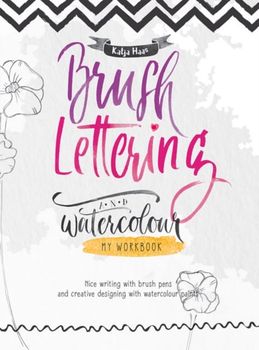 Katja Haas
Brush
Lettering
AND
watercolour
MY WORKBOOK
Nice writing with brush pens
and creative designing with watercolour paints